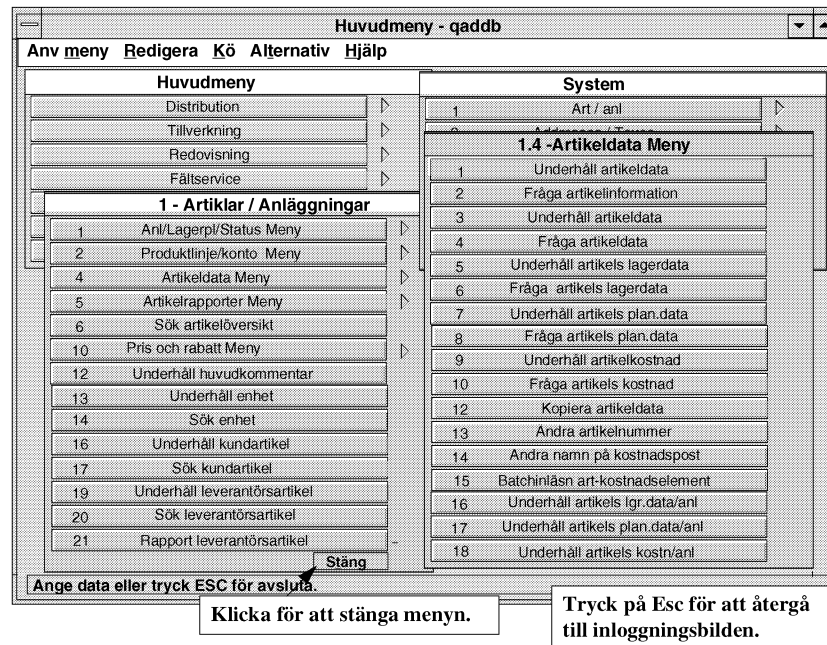 Huvudmeny - qaddb
Anv meny Redigera Kö Alternativ Hjälp
Huvudmeny
Distribution
Tillverkning
Redovisning
Fältservice
System
1 Art / anl
1 - Artiklar / Anläggningar
1 Anl/Lagerpl/Status Meny
2 Produktlinje/konto Meny
4 Artikeldata Meny
5 Artikelrapporter Meny
6 Sök artikelöversikt
10 Pris och rabatt Meny
12 Underhåll huvudkommentar
13 Underhåll enhet
14 Sök enhet
16 Underhåll kundartikel
17 Sök kundartikel
19 Underhåll leverantörsartikel
20 Sök leverantörsartikel
21 Rapport leverantörsartikel
Stäng
1.4 -Artikeldata Meny
1 Underhåll artikeldata
2 Fråga artikelinformation
3 Underhåll artikeldata
4 Fråga artikeldata
5 Underhåll artikels lagerdata
6 Fråga artikels lagerdata
7 Underhåll artikels plan.data
8 Fråga artikels plan.data
9 Underhåll artikelkostnad
10 Fråga artikels kostnad
12 Kopiera artikeldata
13 Ändra artikelnummer
14 Ändra namn på kostnadspost
15 Batchinläsn art-kostnadselement
16 Underhåll artikels lgr.data/anl
17 Underhåll artikels plan.data/anl
18 Underhåll artikels kostn/anl
Ange data eller tryck ESC för avsluta.
Klicka för att stänga menyn.
Tryck på Esc för att återgå
till inloggningsbilden.